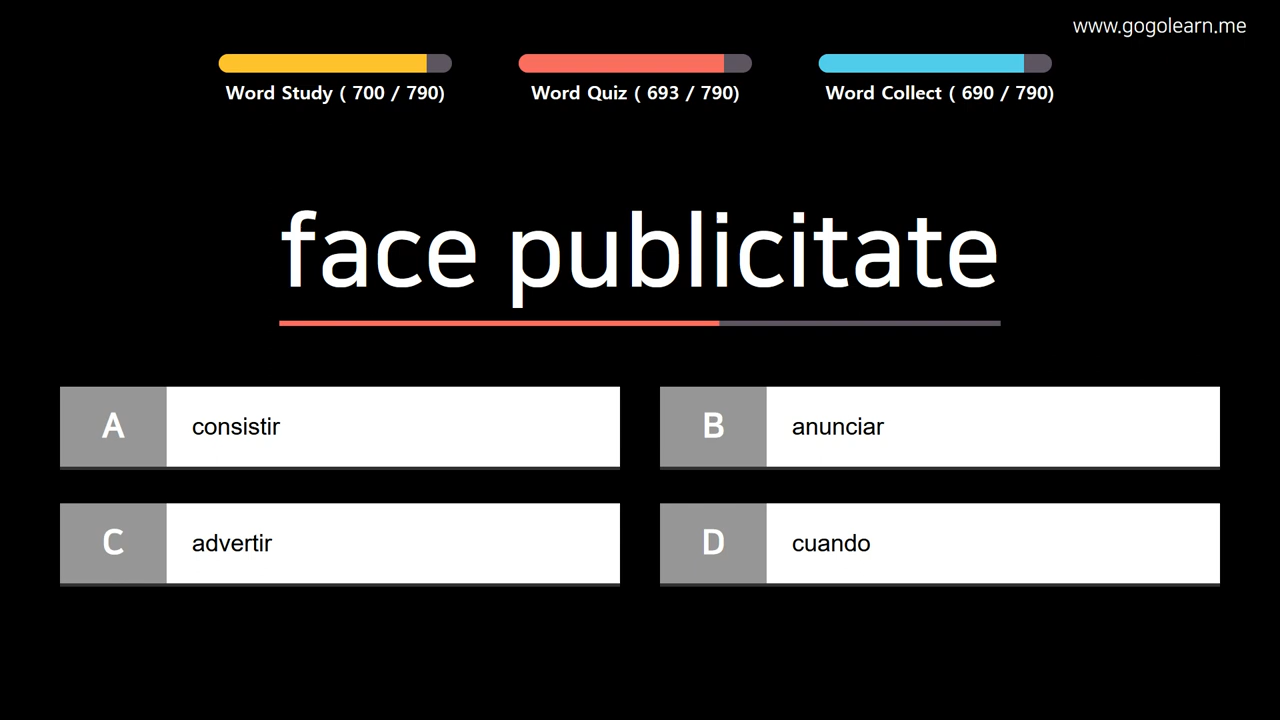 www.gogolearn.me
Word Study ( 700 / 790)
Word Quiz ( 693 / 790)
Word Collect ( 690 / 790)
face publicitate
A consistir
B anunciar
C advertir
D cuando